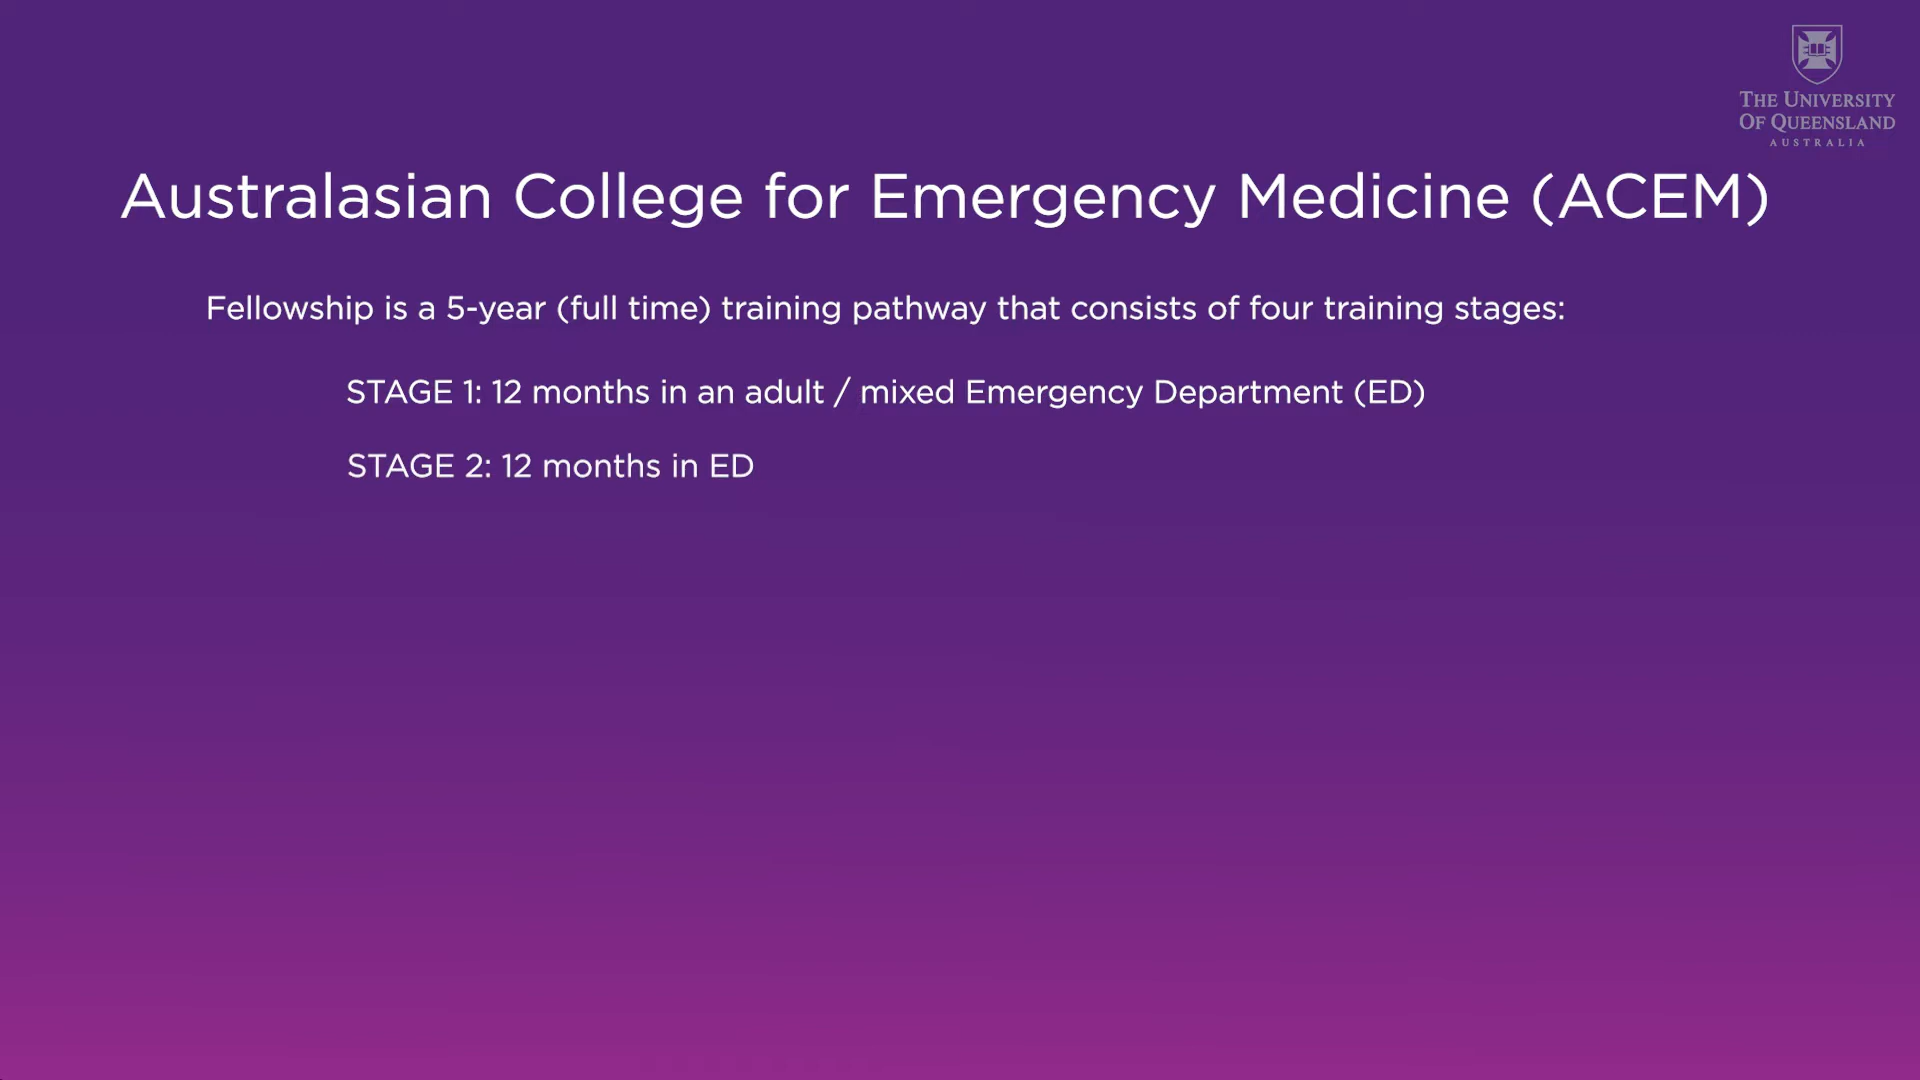 THE UNIVERSITY
OF QUEENSLAND
AUSTRALIA
Australasian College for Emergency Medicine (ACEM)
Fellowship is a 5-year (full time) training pathway that consists of four training stages:
STAGE 1: 12 months in an adult / mixed Emergency Department (ED)
STAGE 2: 12 months in ED